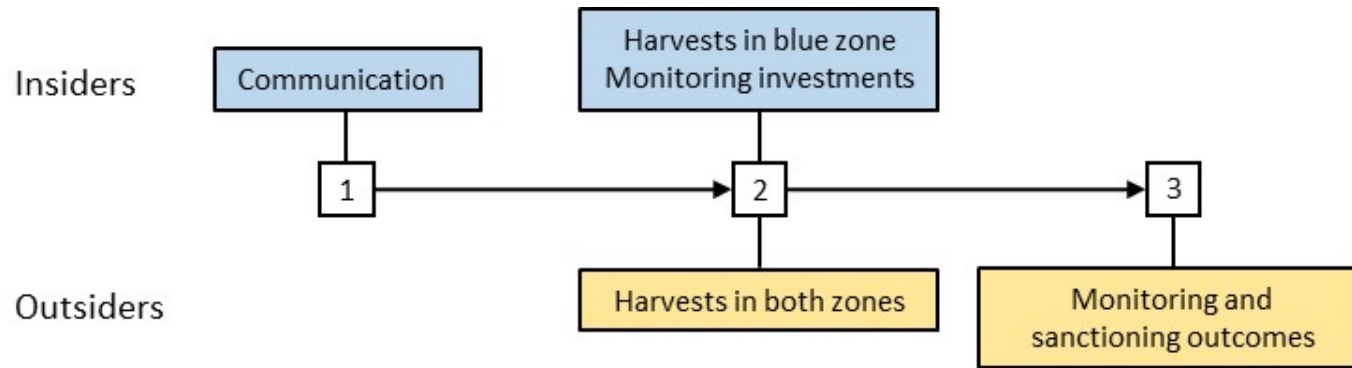 Insiders
Communication
Harvests in blue zone
Monitoring investments
1
2
3
Outsiders
Harvests in both zones
Monitoring and
sanctioning outcomes